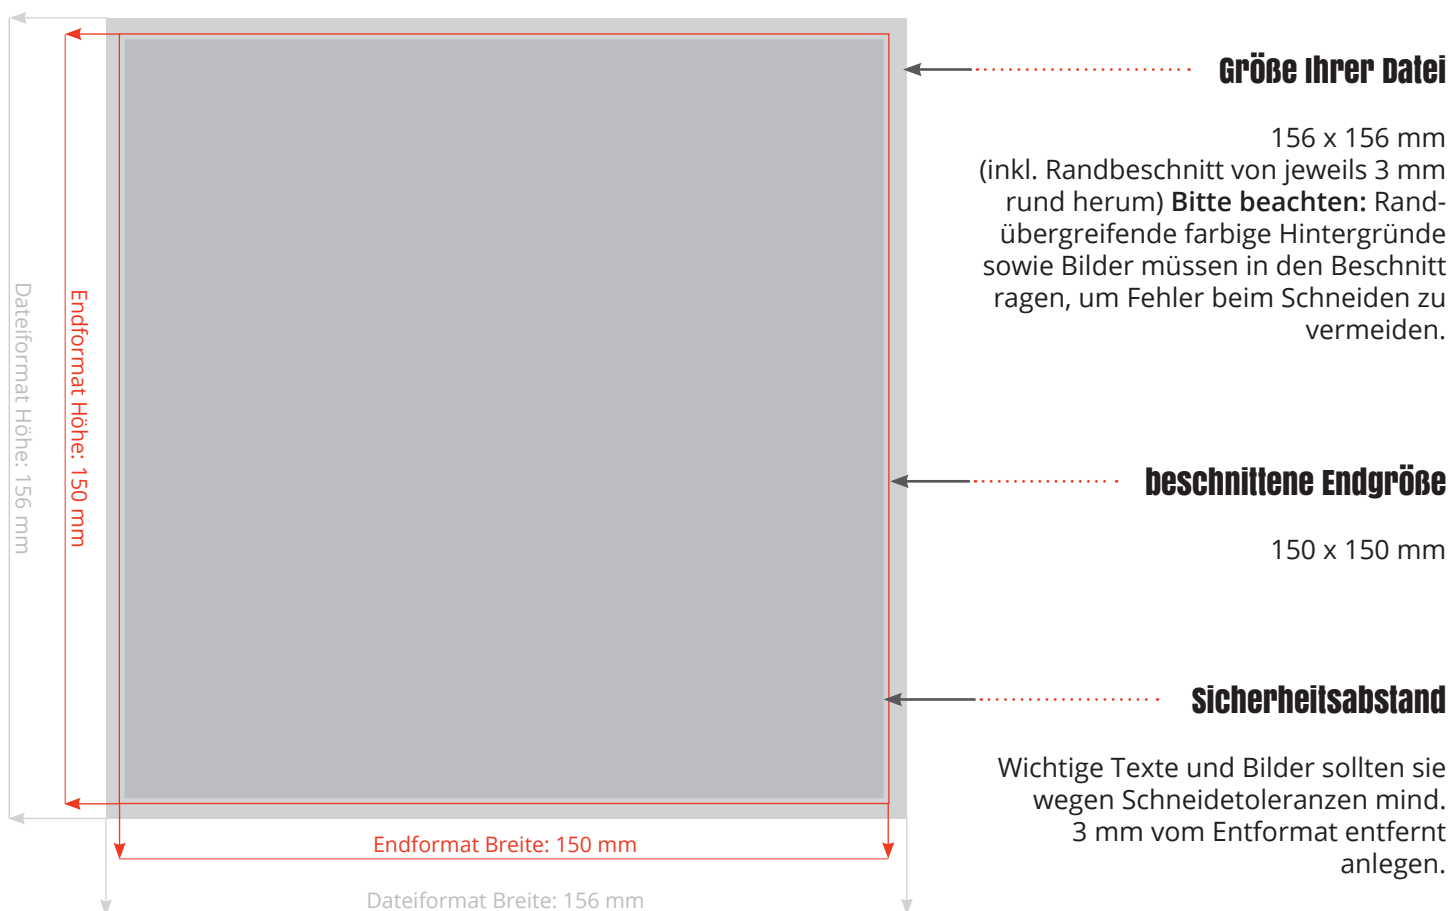 Größe Ihrer Datei
156 x 156 mm
(inkl. Randbeschnitt von jeweils 3 mm
rund herum) Bitte beachten: Rand-
übergreifende farbige Hintergründe
sowie Bilder müssen in den Beschnitt
ragen, um Fehler beim Schneiden zu
vermeiden.
Dateiformat Höhe: 156 mm
Endformat Höhe: 150 mm
beschnittene Endgröße
150 x 150 mm
Sicherheitsabstand
Wichtige Texte und Bilder sollten sie
wegen Schneidetoleranzen mind.
3 mm vom Entformat entfernt
anlegen.
Endformat Breite: 150 mm
Dateiformat Breite: 156 mm